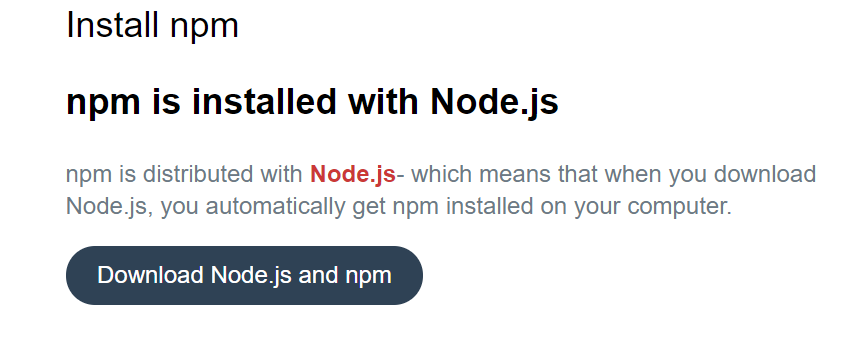 Install npm
npm is installed with Node.js
npm is distributed with Node.js- which means that when you download
Node.js, you automatically get npm installed on your computer.
Download Node.js and npm